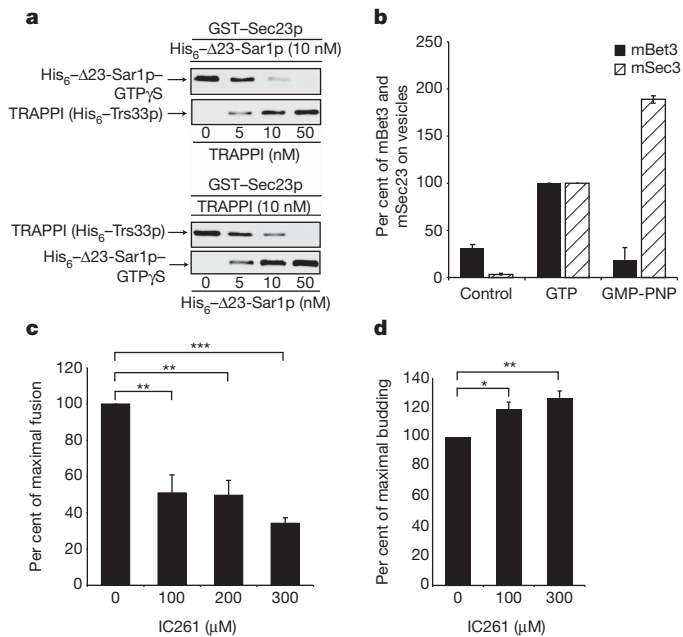 a
GST–Sec23p
His₆–Δ23-Sar1p (10 nM)
His₆–Δ23-Sar1p–
GTPγS
TRAPPI (His₆–Trs33p)
0 5 10 50
TRAPPI (nM)
GST–Sec23p
TRAPPI (10 nM)
TRAPPI (His₆–Trs33p)
His₆–Δ23-Sar1p–
GTPγS
0 5 10 50
His₆–Δ23-Sar1p (nM)
b
Per cent of mBet3 and
mSec23 on vesicles
250
200
150
100
50
0
mBet3
mSec3
Control GTP GMP-PNP
c
Per cent of maximal fusion
120
100
80
60
40
20
0
***
**
**
0 100 200 300
IC261 (μM)
d
Per cent of maximal budding
140
120
100
80
60
40
20
0
**
*
0 100 300
IC261 (μM)